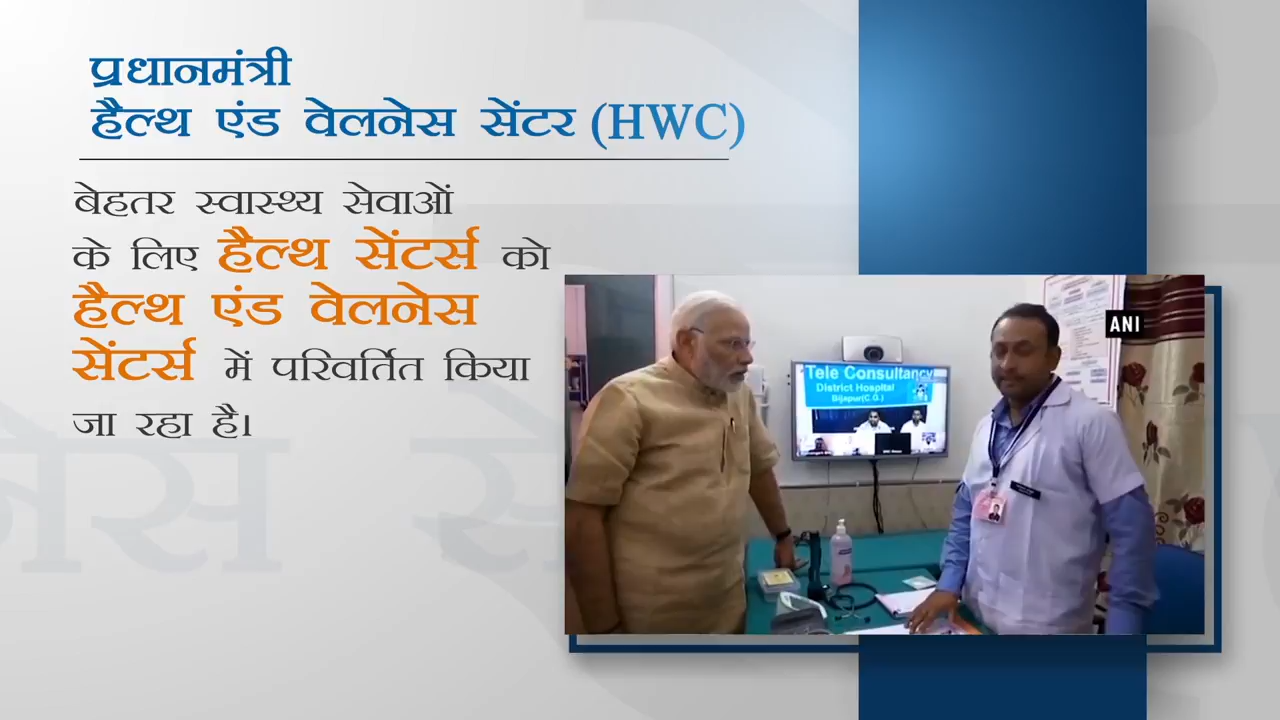 प्रधानमंत्री
हैल्थ एंड वेलनेस सेंटर (HWC)
बेहतर स्वास्थ्य सेवाओं
के लिए हैल्थ सेंटर्स को
हैल्थ एंड वेलनेस
सेंटर्स में परिवर्तित किया
जा रहा है।
ANI
Tele Consultancy
District Hospital
Bijapur(C.G.)